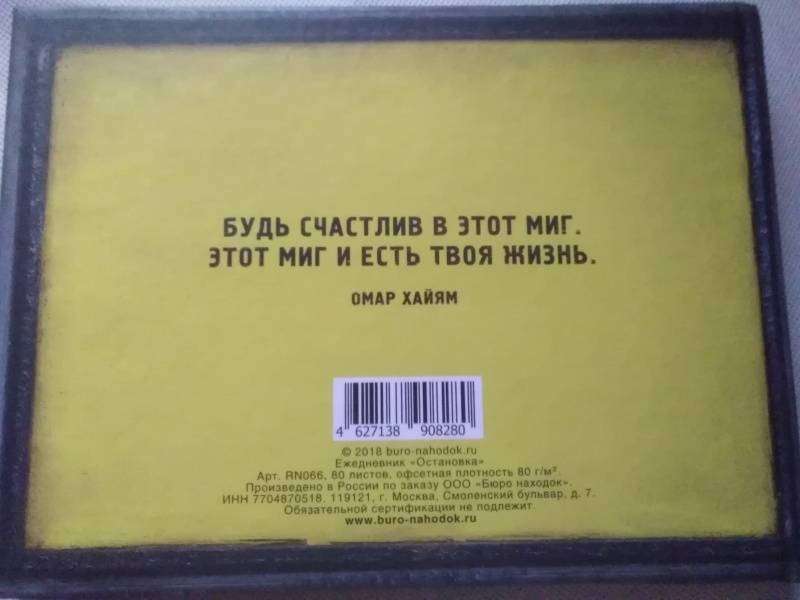 БУДЬ СЧАСТЛИВ В ЭТОТ МИГ.
ЭТОТ МИГ И ЕСТЬ ТВОЯ ЖИЗНЬ.
ОМАР ХАЙЯМ
4 627138 908280
© 2018 buro-nahodok.ru
Ежедневник «Остановка»
Арт. RN066, 80 листов, офсетная плотность 80 г/м².
Произведено в России по заказу ООО «Бюро находок».
ИНН 7704870518. 119121, г. Москва, Смоленский бульвар, д. 7.
Обязательной сертификации не подлежит.
www.buro-nahodok.ru